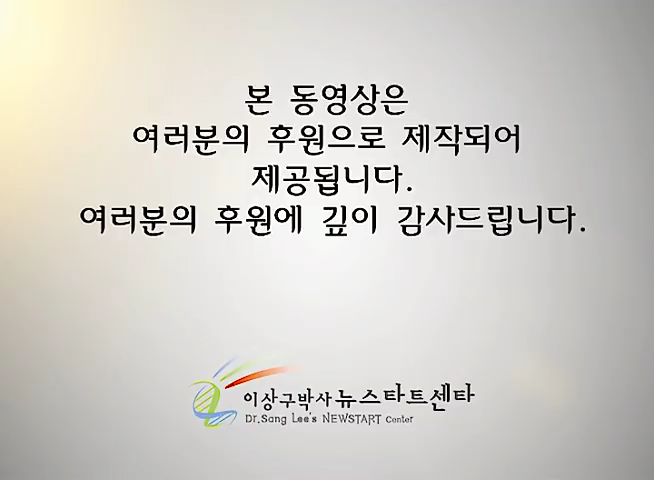 본 동영상은
여러분의 후원으로 제작되어
제공됩니다.
여러분의 후원에 깊이 감사드립니다.
이상구박사 뉴스타트센타
Dr.Sang Lee's NEWSTART Center